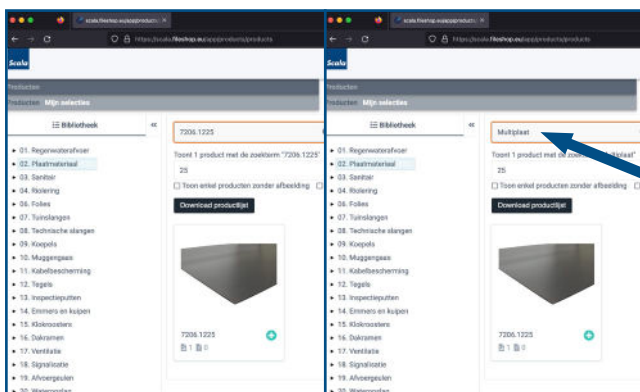 scala.fileshop.eu/app/products
https://scala.fileshop.eu/app/products/products
Scala
Producten
Producten Mijn selecties
Bibliotheek
«
01. Regenwaterafvoer
02. Plaatmateriaal
03. Sanitair
04. Riolering
06. Folies
07. Tuinslangen
08. Technische slangen
09. Koepels
10. Muggengaas
11. Kabelbescherming
12. Tegels
13. Inspectieputten
14. Emmers en kuipen
15. Klokroosters
16. Dakramen
17. Ventilatie
18. Signalisatie
19. Afvoergeulen
7206.1225
Toont 1 product met de zoekterm "7206.1225"
25
Toon enkel producten zonder afbeelding
Download productlijst
7206.1225
1 0
scala.fileshop.eu/app/products
https://scala.fileshop.eu/app/products/products
Scala
Producten
Producten Mijn selecties
Bibliotheek
«
01. Regenwaterafvoer
02. Plaatmateriaal
03. Sanitair
04. Riolering
06. Folies
07. Tuinslangen
08. Technische slangen
09. Koepels
10. Muggengaas
11. Kabelbescherming
12. Tegels
13. Inspectieputten
14. Emmers en kuipen
15. Klokroosters
16. Dakramen
17. Ventilatie
18. Signalisatie
19. Afvoergeulen
Multiplaat
Toont 1 product met de zoekterm
25
Toon enkel producten zonder afbeelding
Download productlijst
7206.1225
1 0